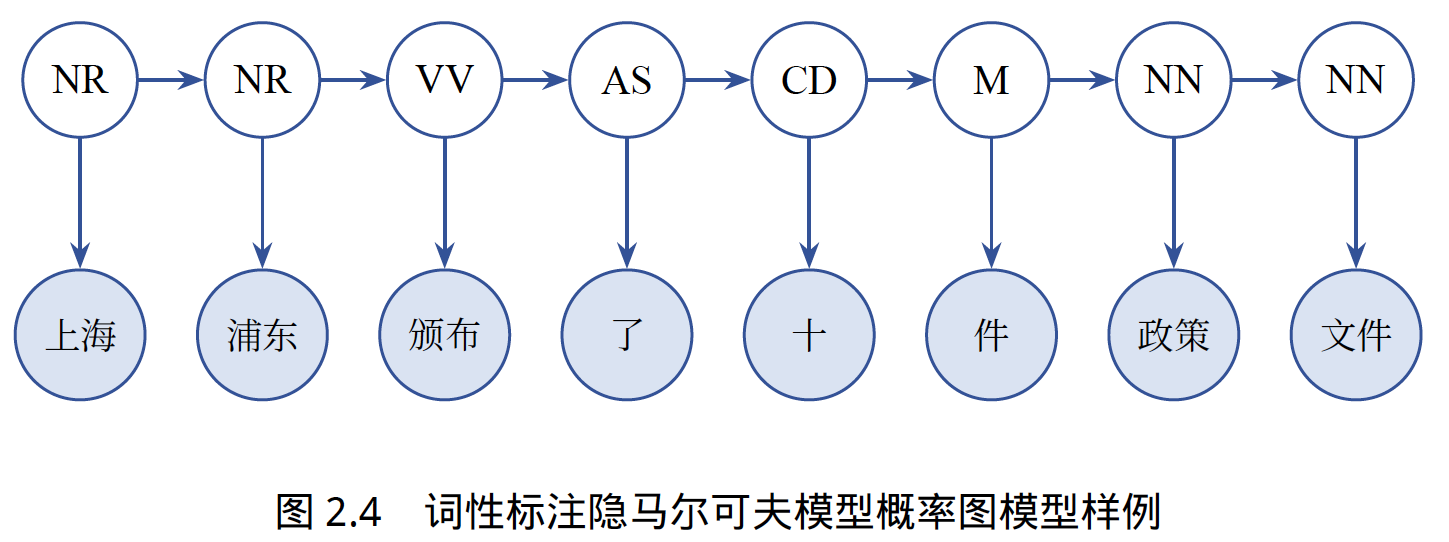 NR NR VV AS CD M NN NN
上海 浦东 颁布 了 十 件 政策 文件
图 2.4 词性标注隐马尔可夫模型概率图模型样例